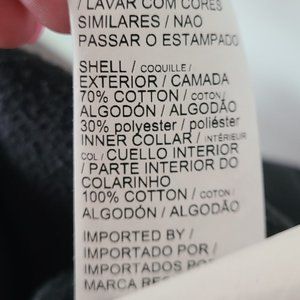 / LAVAR COM CORES
SIMILARES / NÃO
PASSAR O ESTAMPADO
SHELL / COQUILLE /
EXTERIOR / CAMADA
70% COTTON / COTON /
ALGODÓN / ALGODÃO
30% polyester / poliéster
INNER COLLAR / INTÉRIEUR
COL / CUELLO INTERIOR
/ PARTE INTERIOR DO
COLARINHO
100% COTTON / COTON /
ALGODÓN / ALGODÃO
IMPORTED BY /
IMPORTADO POR /
IMPORTADOS POR
MARCA